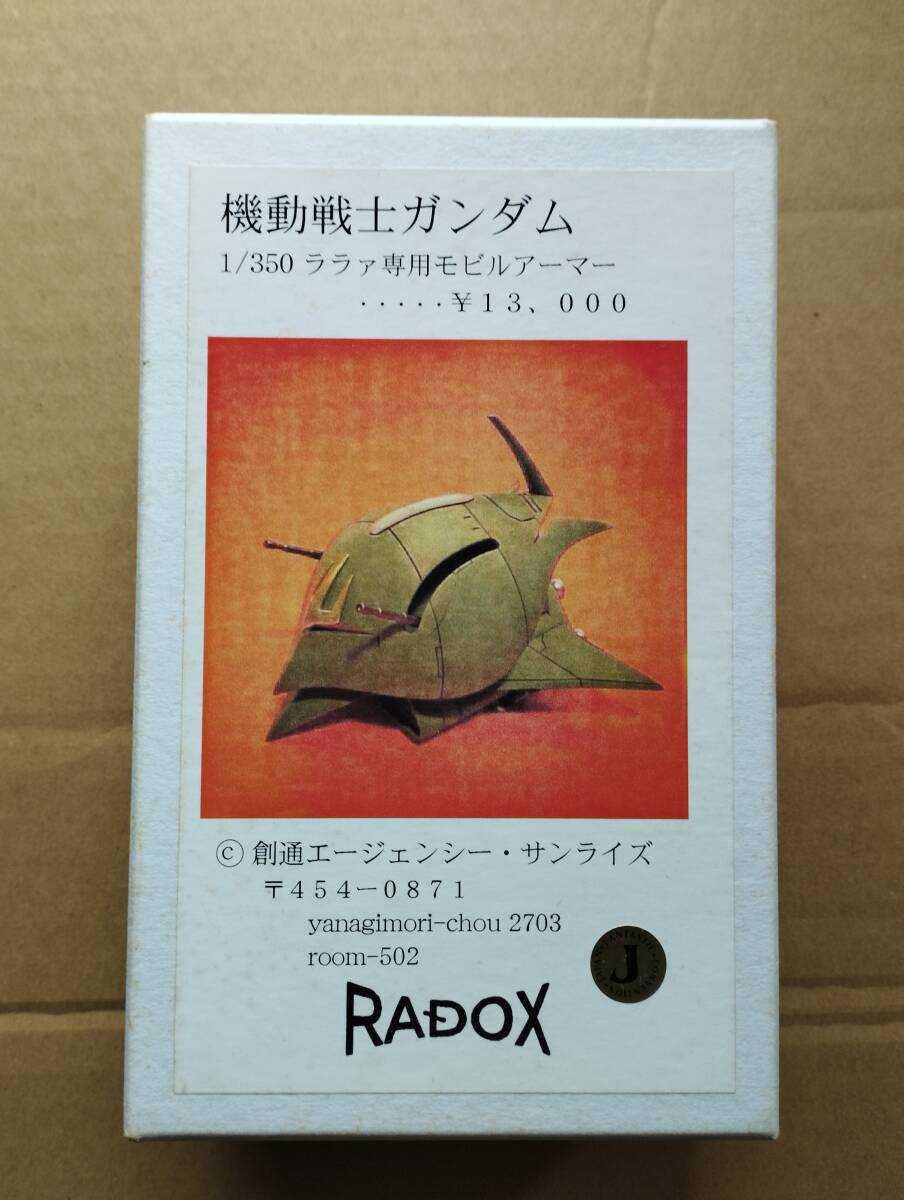 機動戦士ガンダム
1/350 ララァ専用モビルアーマー
・・・・・￥１３、０００
©創通エージェンシー・サンライズ
〒４５４－０８７１
yanagimori-chou 2703
room-502
J
RADOX